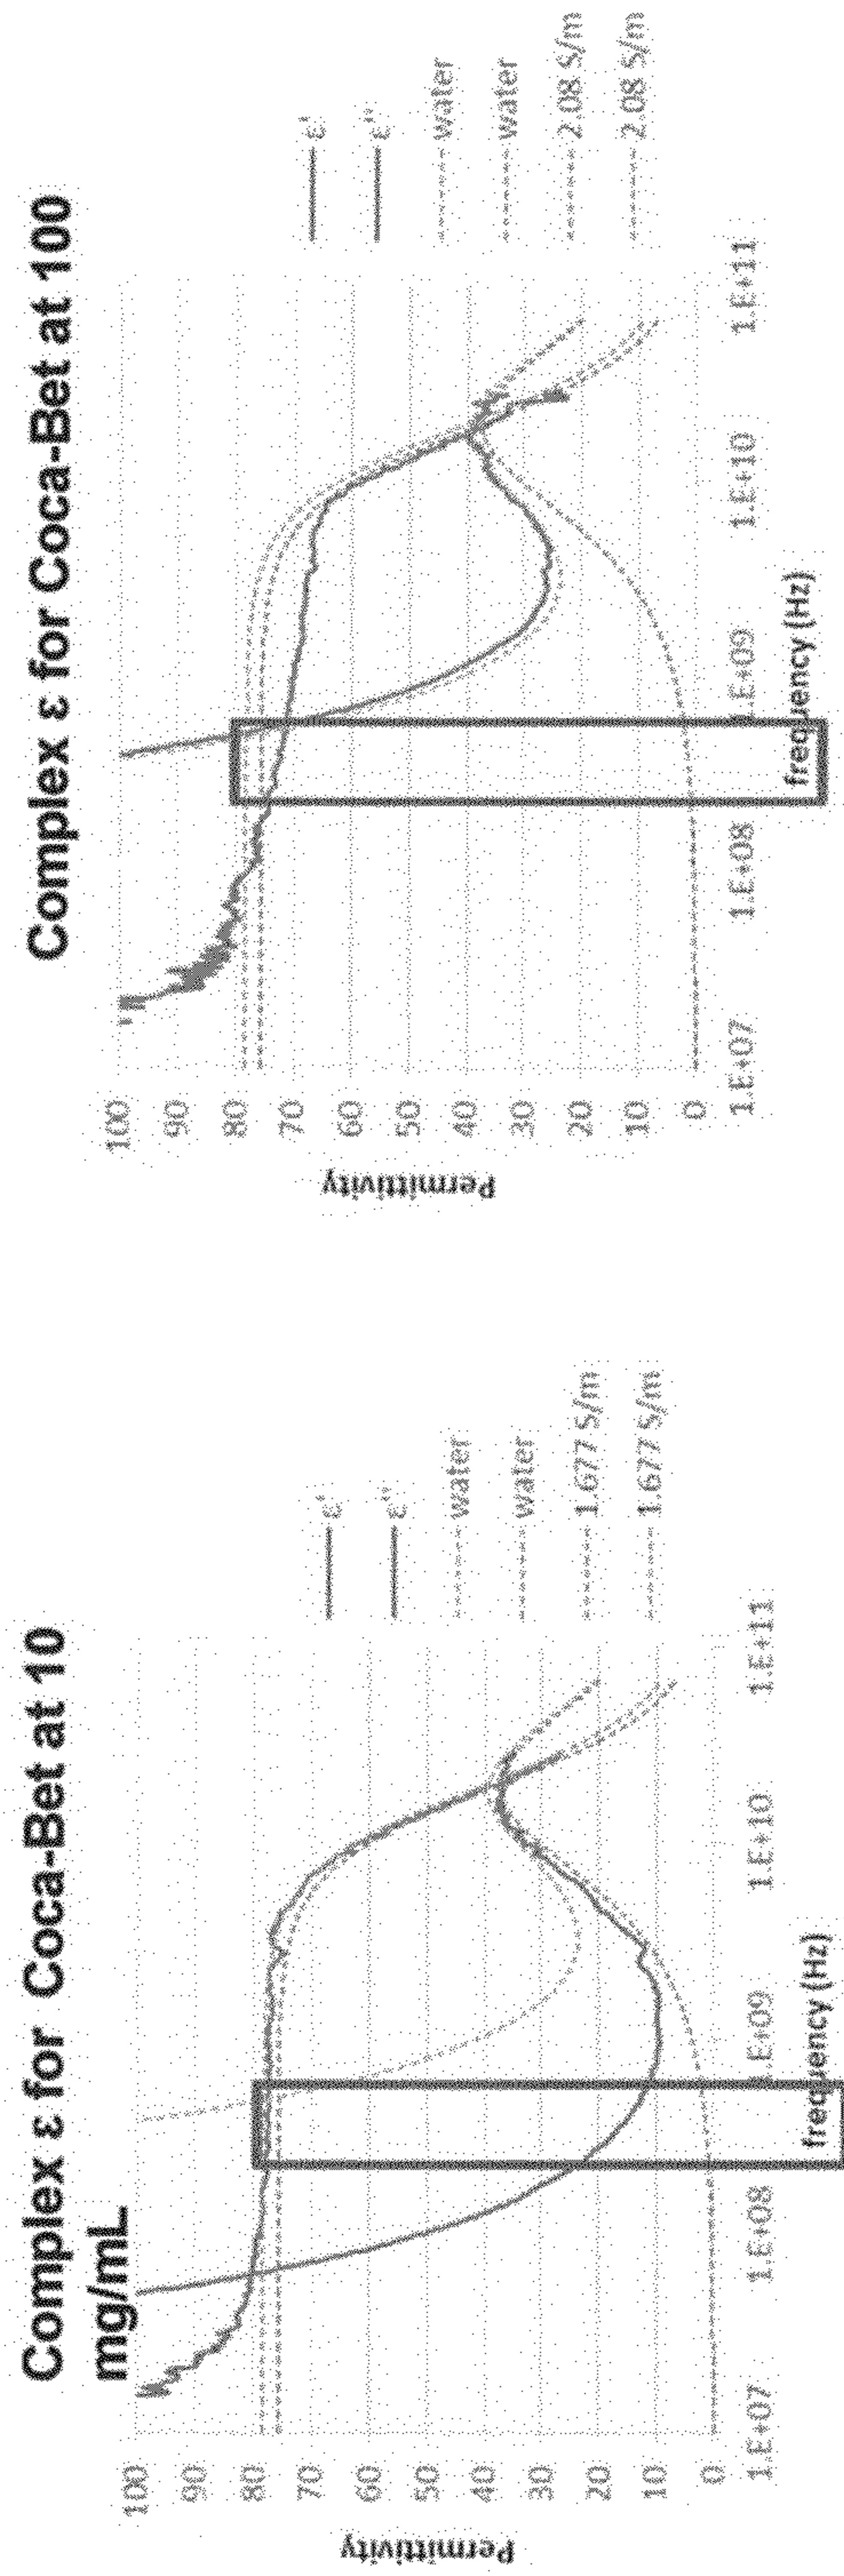 Complex ε for Coca-Bet at 10
mg/mL
Permittivity
100
90
80
70
60
50
40
30
20
10
0
1.E+07
1.E+08
1.E+09
1.E+10
1.E+11
frequency (Hz)
ε'
ε''
water
water
1.677 S/m
1.677 S/m
Complex ε for Coca-Bet at 100
Permittivity
100
90
80
70
60
50
40
30
20
10
0
1.E+07
1.E+08
1.E+09
1.E+10
1.E+11
frequency (Hz)
ε'
ε''
water
water
2.08 S/m
2.08 S/m